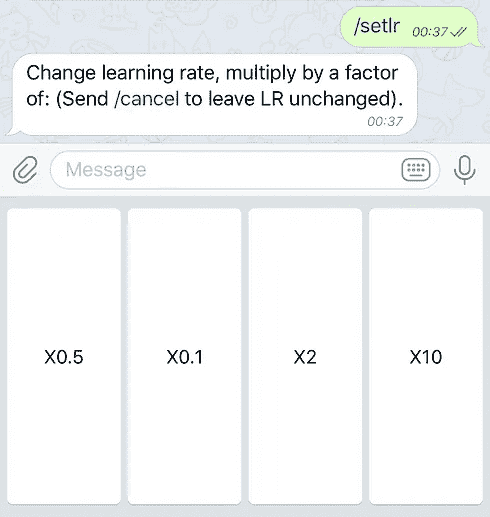 /setlr 00:37
Change learning rate, multiply by a factor
of: (Send /cancel to leave LR unchanged).
00:37
Message
X0.5 X0.1 X2 X10